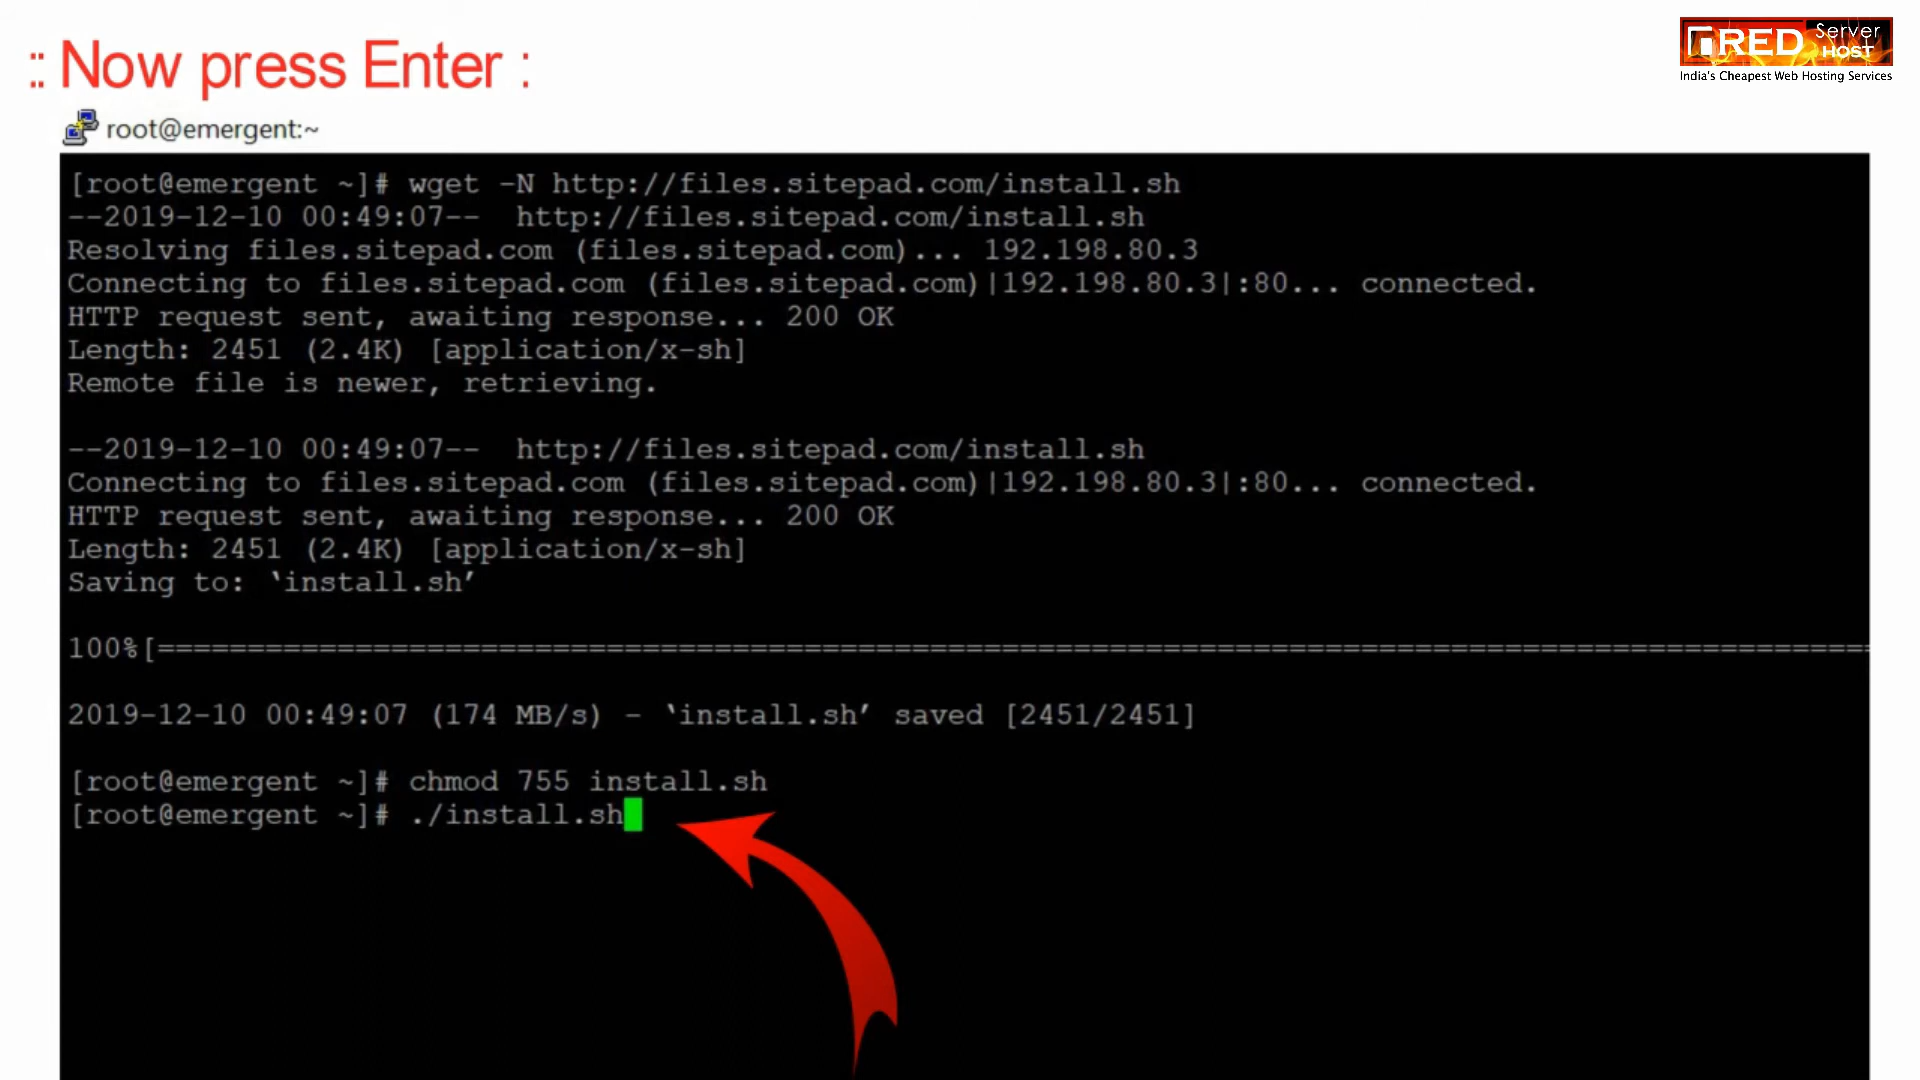 :: Now press Enter :
RED Server HOST
India's Cheapest Web Hosting Services
root@emergent:~
[root@emergent ~]# wget -N http://files.sitepad.com/install.sh
--2019-12-10 00:49:07--  http://files.sitepad.com/install.sh
Resolving files.sitepad.com (files.sitepad.com)... 192.198.80.3
Connecting to files.sitepad.com (files.sitepad.com)|192.198.80.3|:80... connected.
HTTP request sent, awaiting response... 200 OK
Length: 2451 (2.4K) [application/x-sh]
Remote file is newer, retrieving.
--2019-12-10 00:49:07--  http://files.sitepad.com/install.sh
Connecting to files.sitepad.com (files.sitepad.com)|192.198.80.3|:80... connected.
HTTP request sent, awaiting response... 200 OK
Length: 2451 (2.4K) [application/x-sh]
Saving to: ‘install.sh’
100%[===============================================================================================
2019-12-10 00:49:07 (174 MB/s) - ‘install.sh’ saved [2451/2451]
[root@emergent ~]# chmod 755 install.sh
[root@emergent ~]# ./install.sh